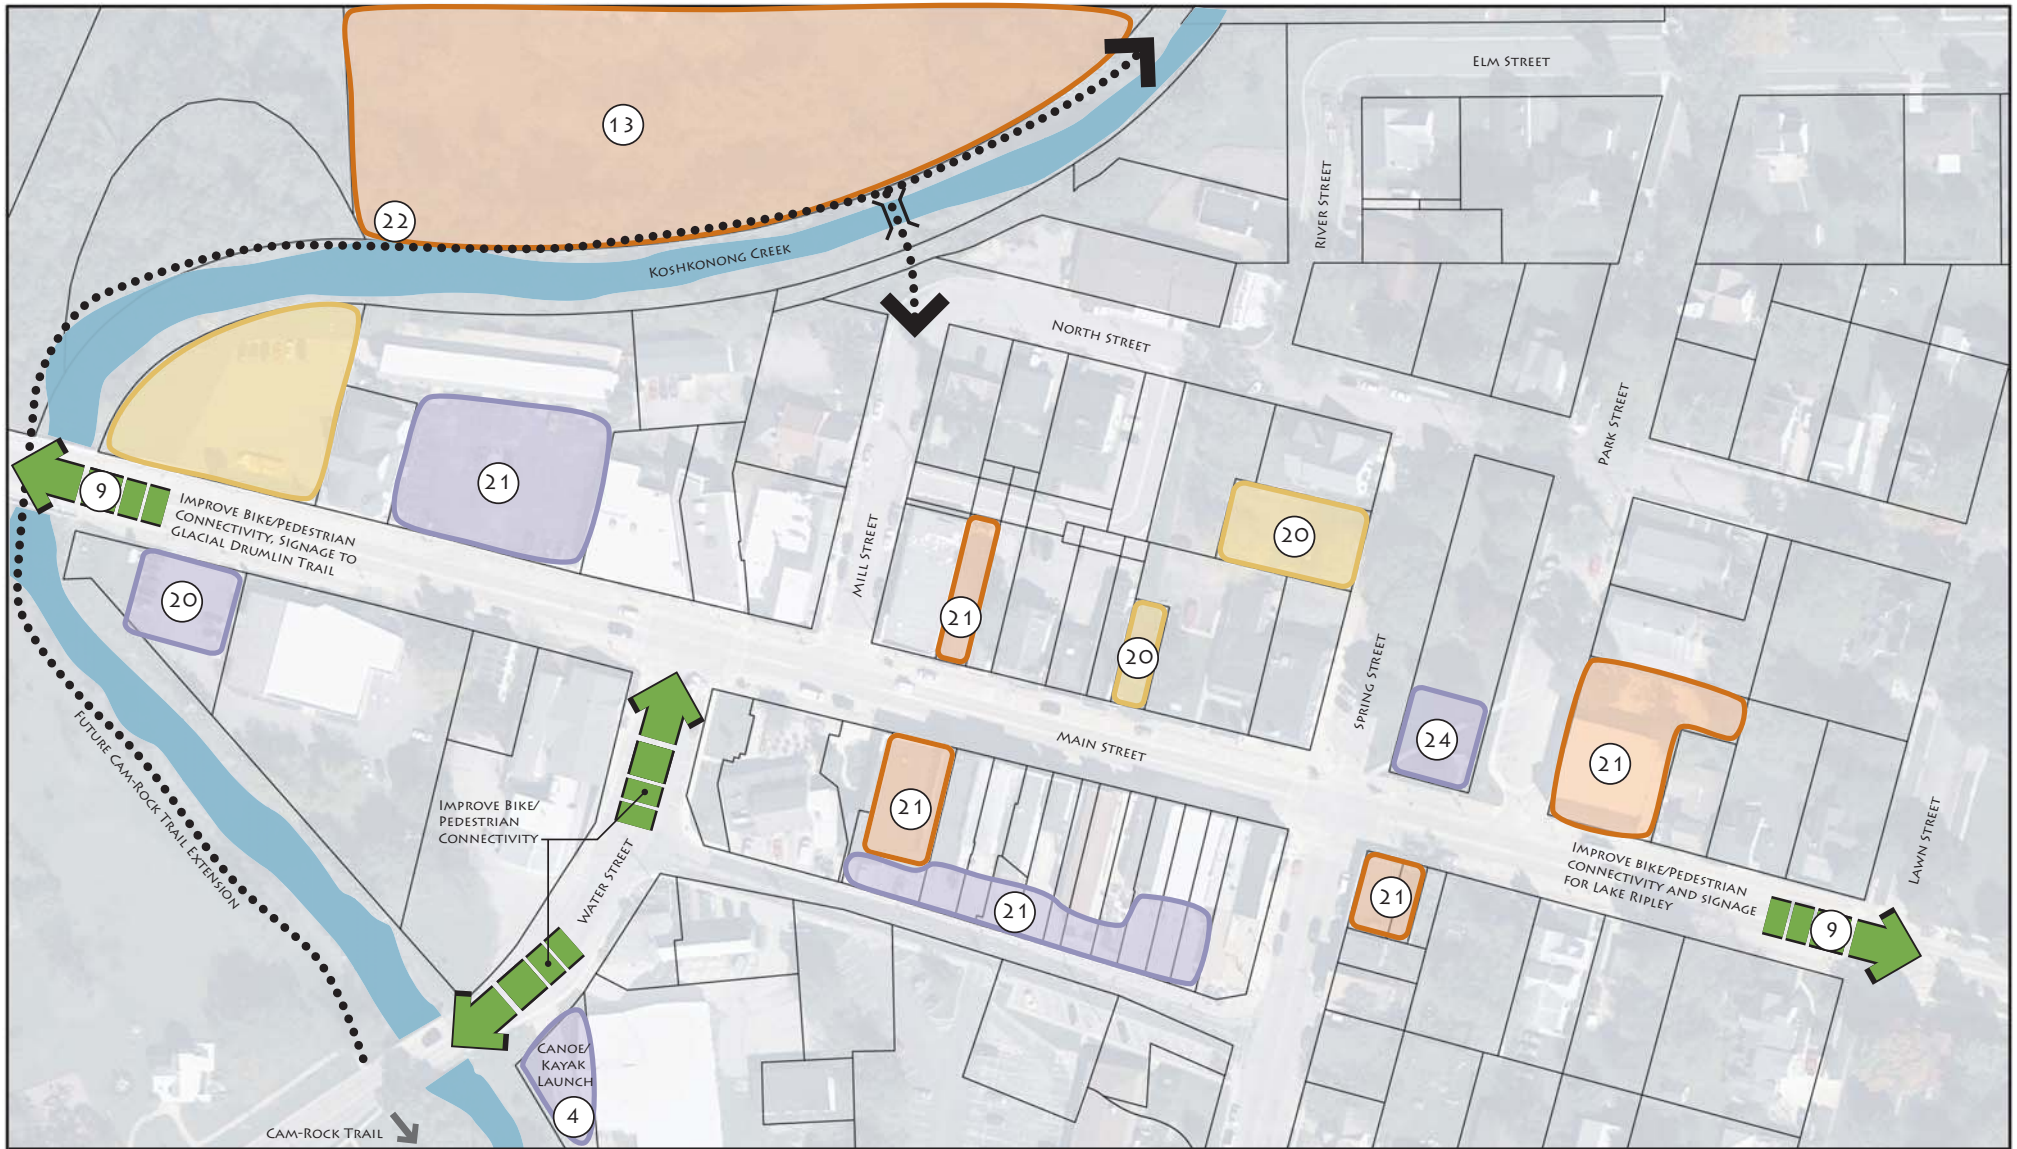 Elm Street
13
River Street
22
Koshkonong Creek
North Street
Park Street
9
Improve Bike/Pedestrian
Connectivity, Signage to
Glacial Drumlin Trail
21
Mill Street
20
20
21
20
Spring Street
24
Main Street
21
21
Future Cam-Rock Trail Extension
Improve Bike/
Pedestrian
Connectivity
Water Street
21
21
Improve Bike/Pedestrian
connectivity and signage
for Lake Ripley
9
Lawn Street
Canoe/
Kayak
Launch
4
Cam-Rock Trail